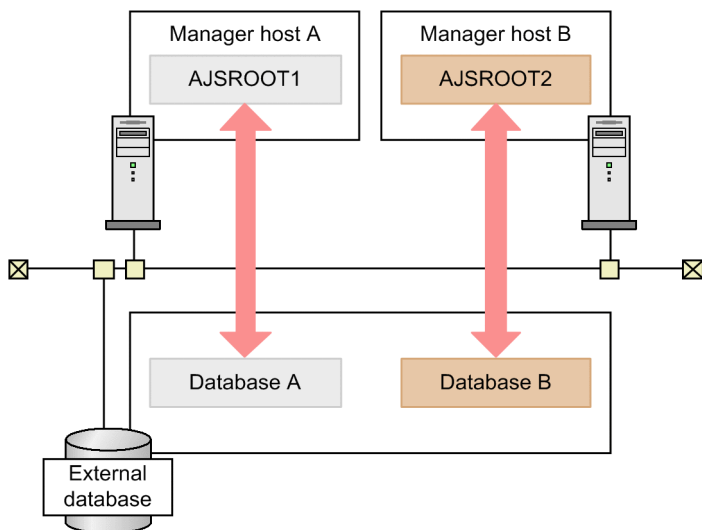 Manager host A
Manager host B
AJSROOT1
AJSROOT2
Database A
Database B
External
database